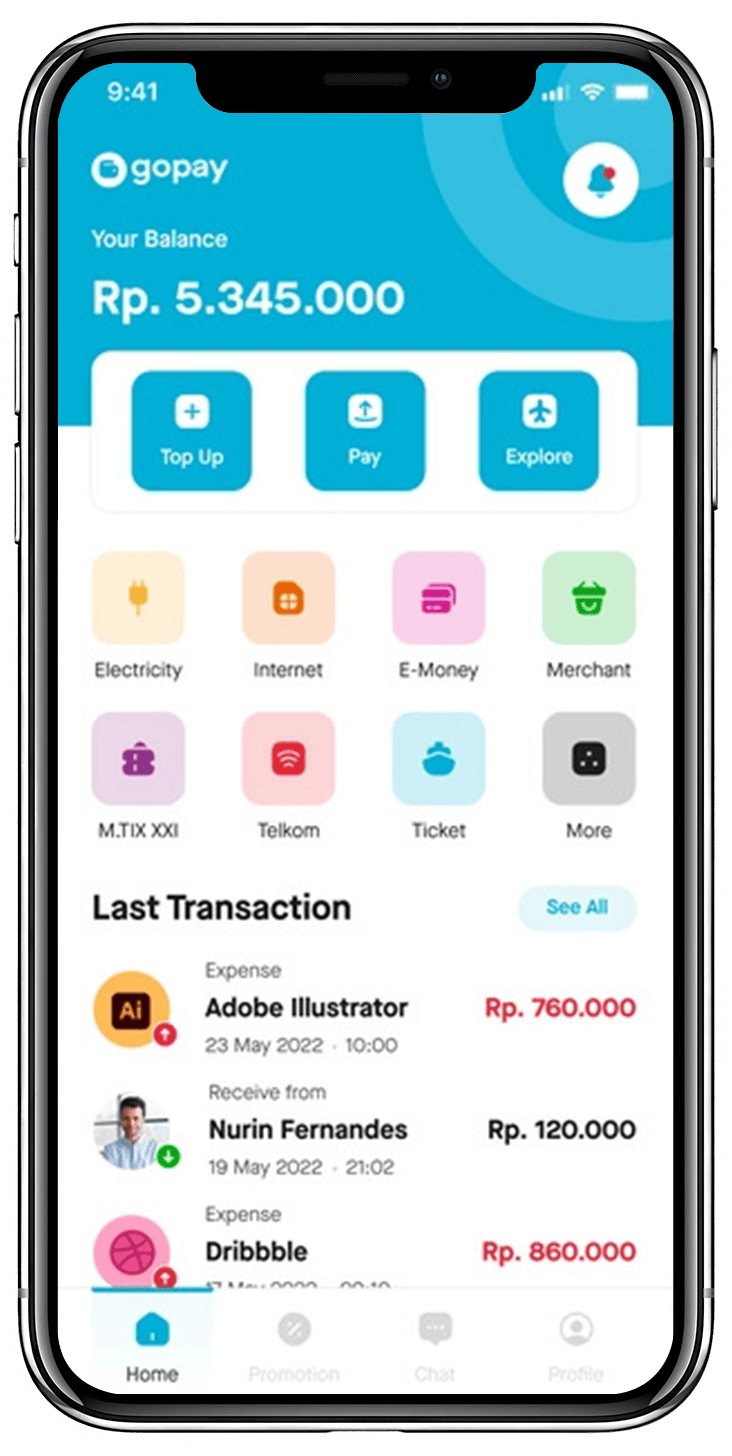 9:41
gopay
Your Balance
Rp. 5.345.000
Top Up
Pay
Explore
Electricity
Internet
E-Money
Merchant
M.TIX XXI
Telkom
Ticket
More
Last Transaction
See All
Expense
Ai
Adobe Illustrator
Rp. 760.000
23 May 2022 · 10:00
Receive from
Nurin Fernandes
Rp. 120.000
19 May 2022 · 21:02
Expense
Dribbble
Rp. 860.000
17 May 2022
Home
Promotion
Chat
Profile